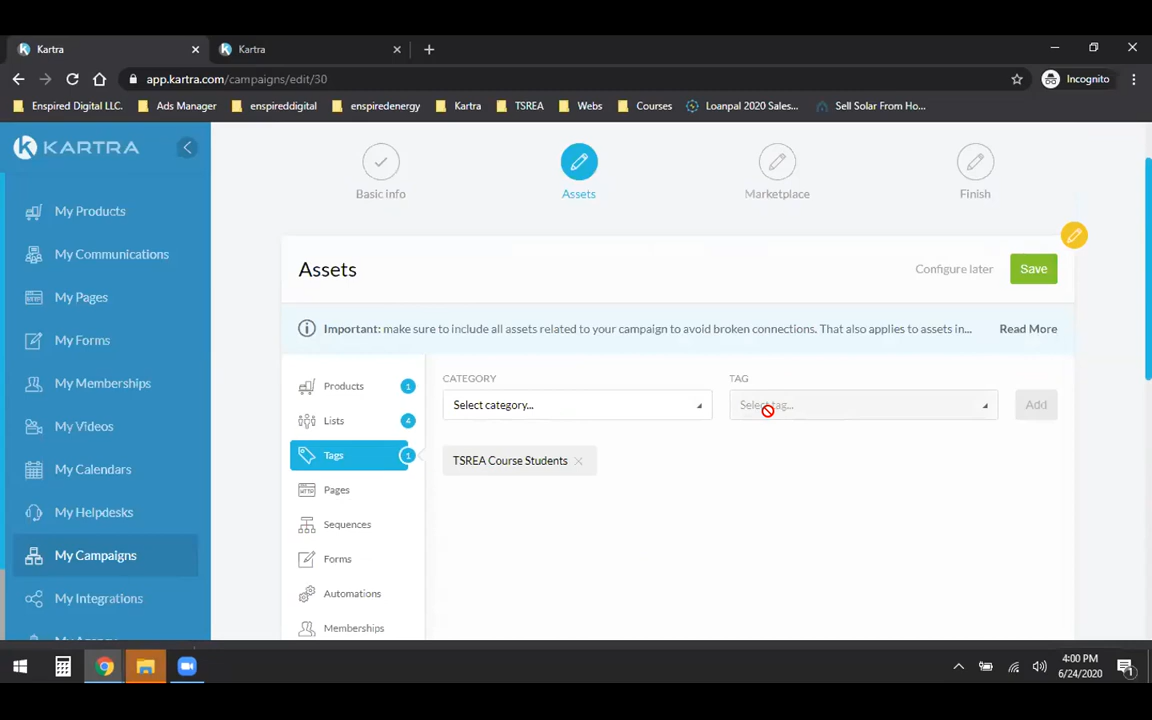 Kartra
Kartra
app.kartra.com/campaigns/edit/30
Incognito
Enspired Digital LLC.
Ads Manager
enspireddigital
enspiredenergy
Kartra
TSREA
Webs
Courses
Loanpal 2020 Sales...
Sell Solar From Ho...
KARTRA
My Products
My Communications
My Pages
My Forms
My Memberships
My Videos
My Calendars
My Helpdesks
My Campaigns
My Integrations
Basic info
Assets
Marketplace
Finish
Assets
Configure later
Save
Important: make sure to include all assets related to your campaign to avoid broken connections. That also applies to assets in...
Read More
Products 1
Lists 4
Tags 1
Pages
Sequences
Forms
Automations
Memberships
CATEGORY
Select category...
TAG
Select tag...
Add
TSREA Course Students
4:00 PM
6/24/2020
1